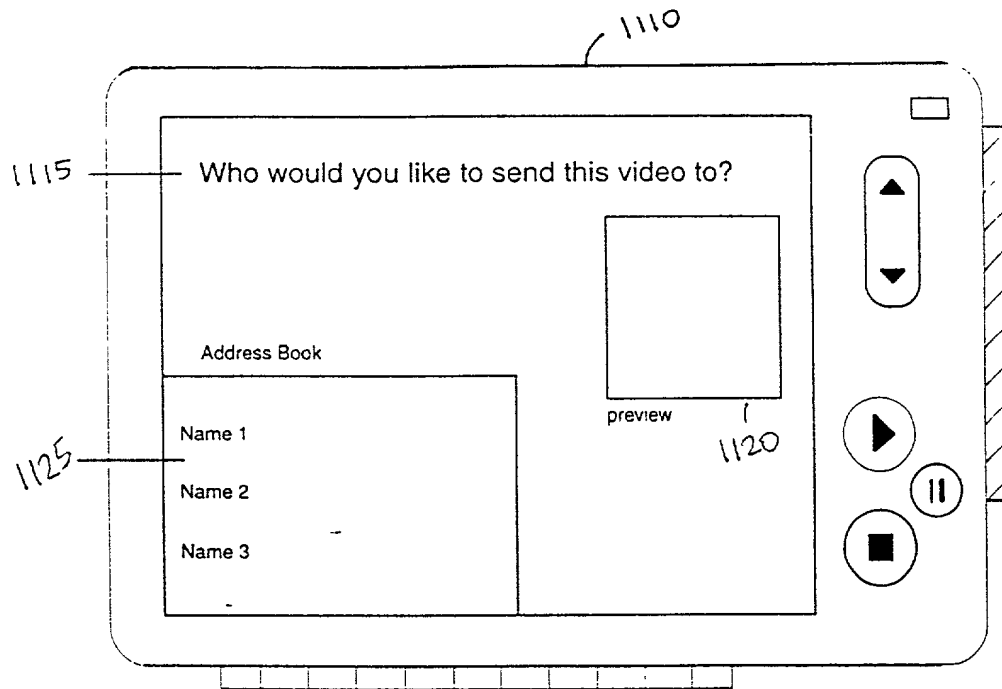 1110
1115
Who would you like to send this video to?
Address Book
preview
1120
1125
Name 1
Name 2
Name 3